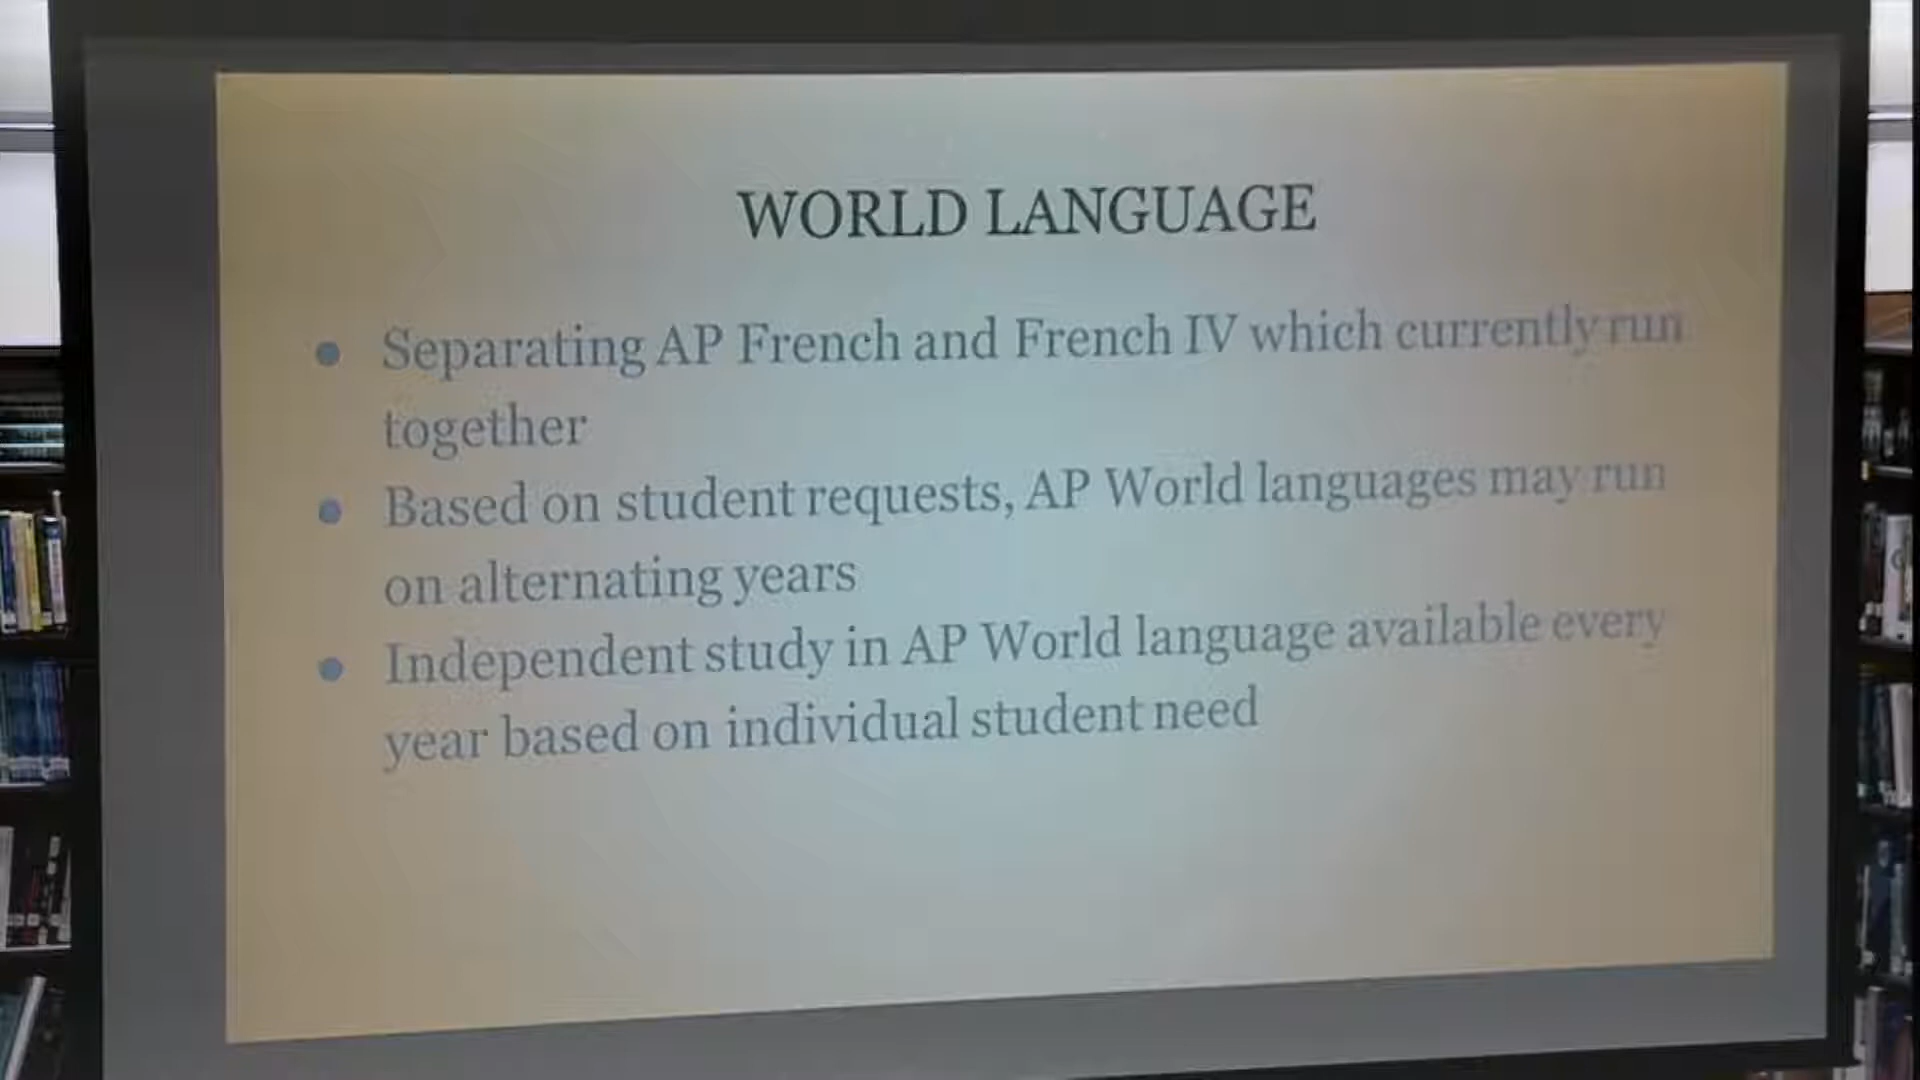 WORLD LANGUAGE
• Separating AP French and French IV which currently run
together
• Based on student requests, AP World languages may run
on alternating years
• Independent study in AP World language available every
year based on individual student need